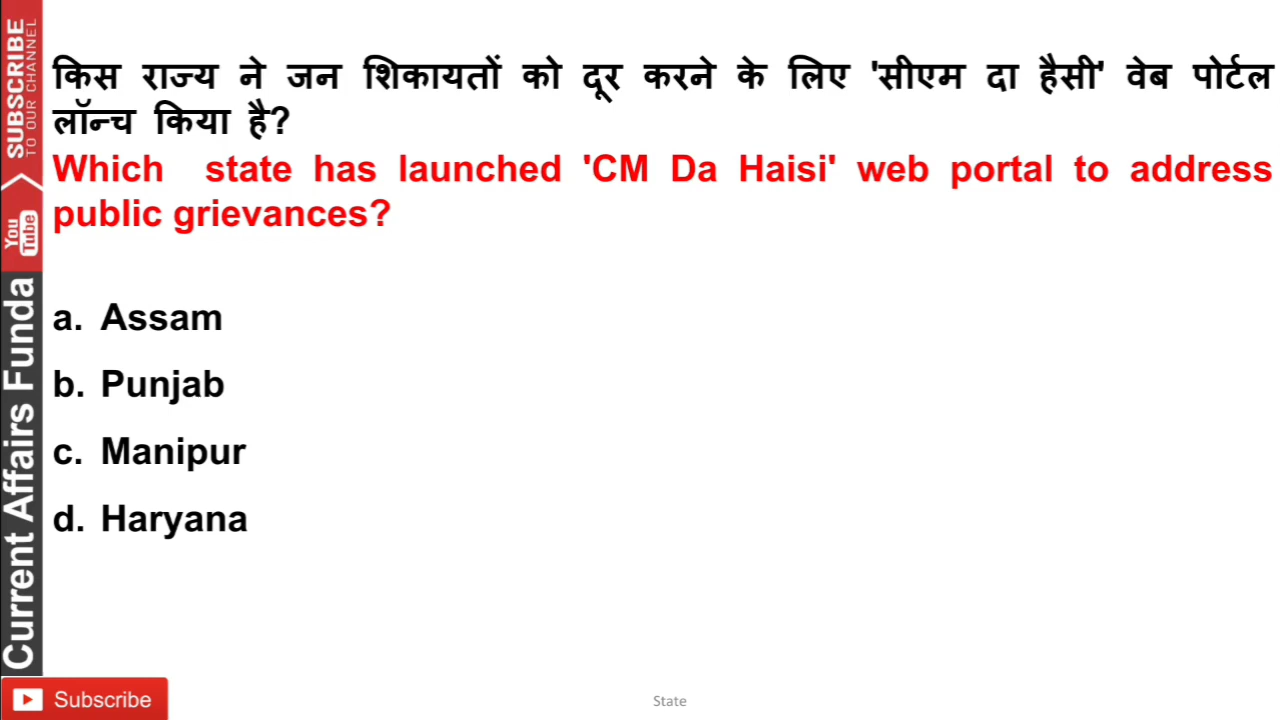 किस राज्य ने जन शिकायतों को दूर करने के लिए 'सीएम दा हैसी' वेब पोर्टल
लॉन्च किया है?
Which state has launched 'CM Da Haisi' web portal to address
public grievances?
a. Assam
b. Punjab
c. Manipur
d. Haryana
SUBSCRIBE
TO OUR CHANNEL
You
Tube
Current Affairs Funda
Subscribe
State